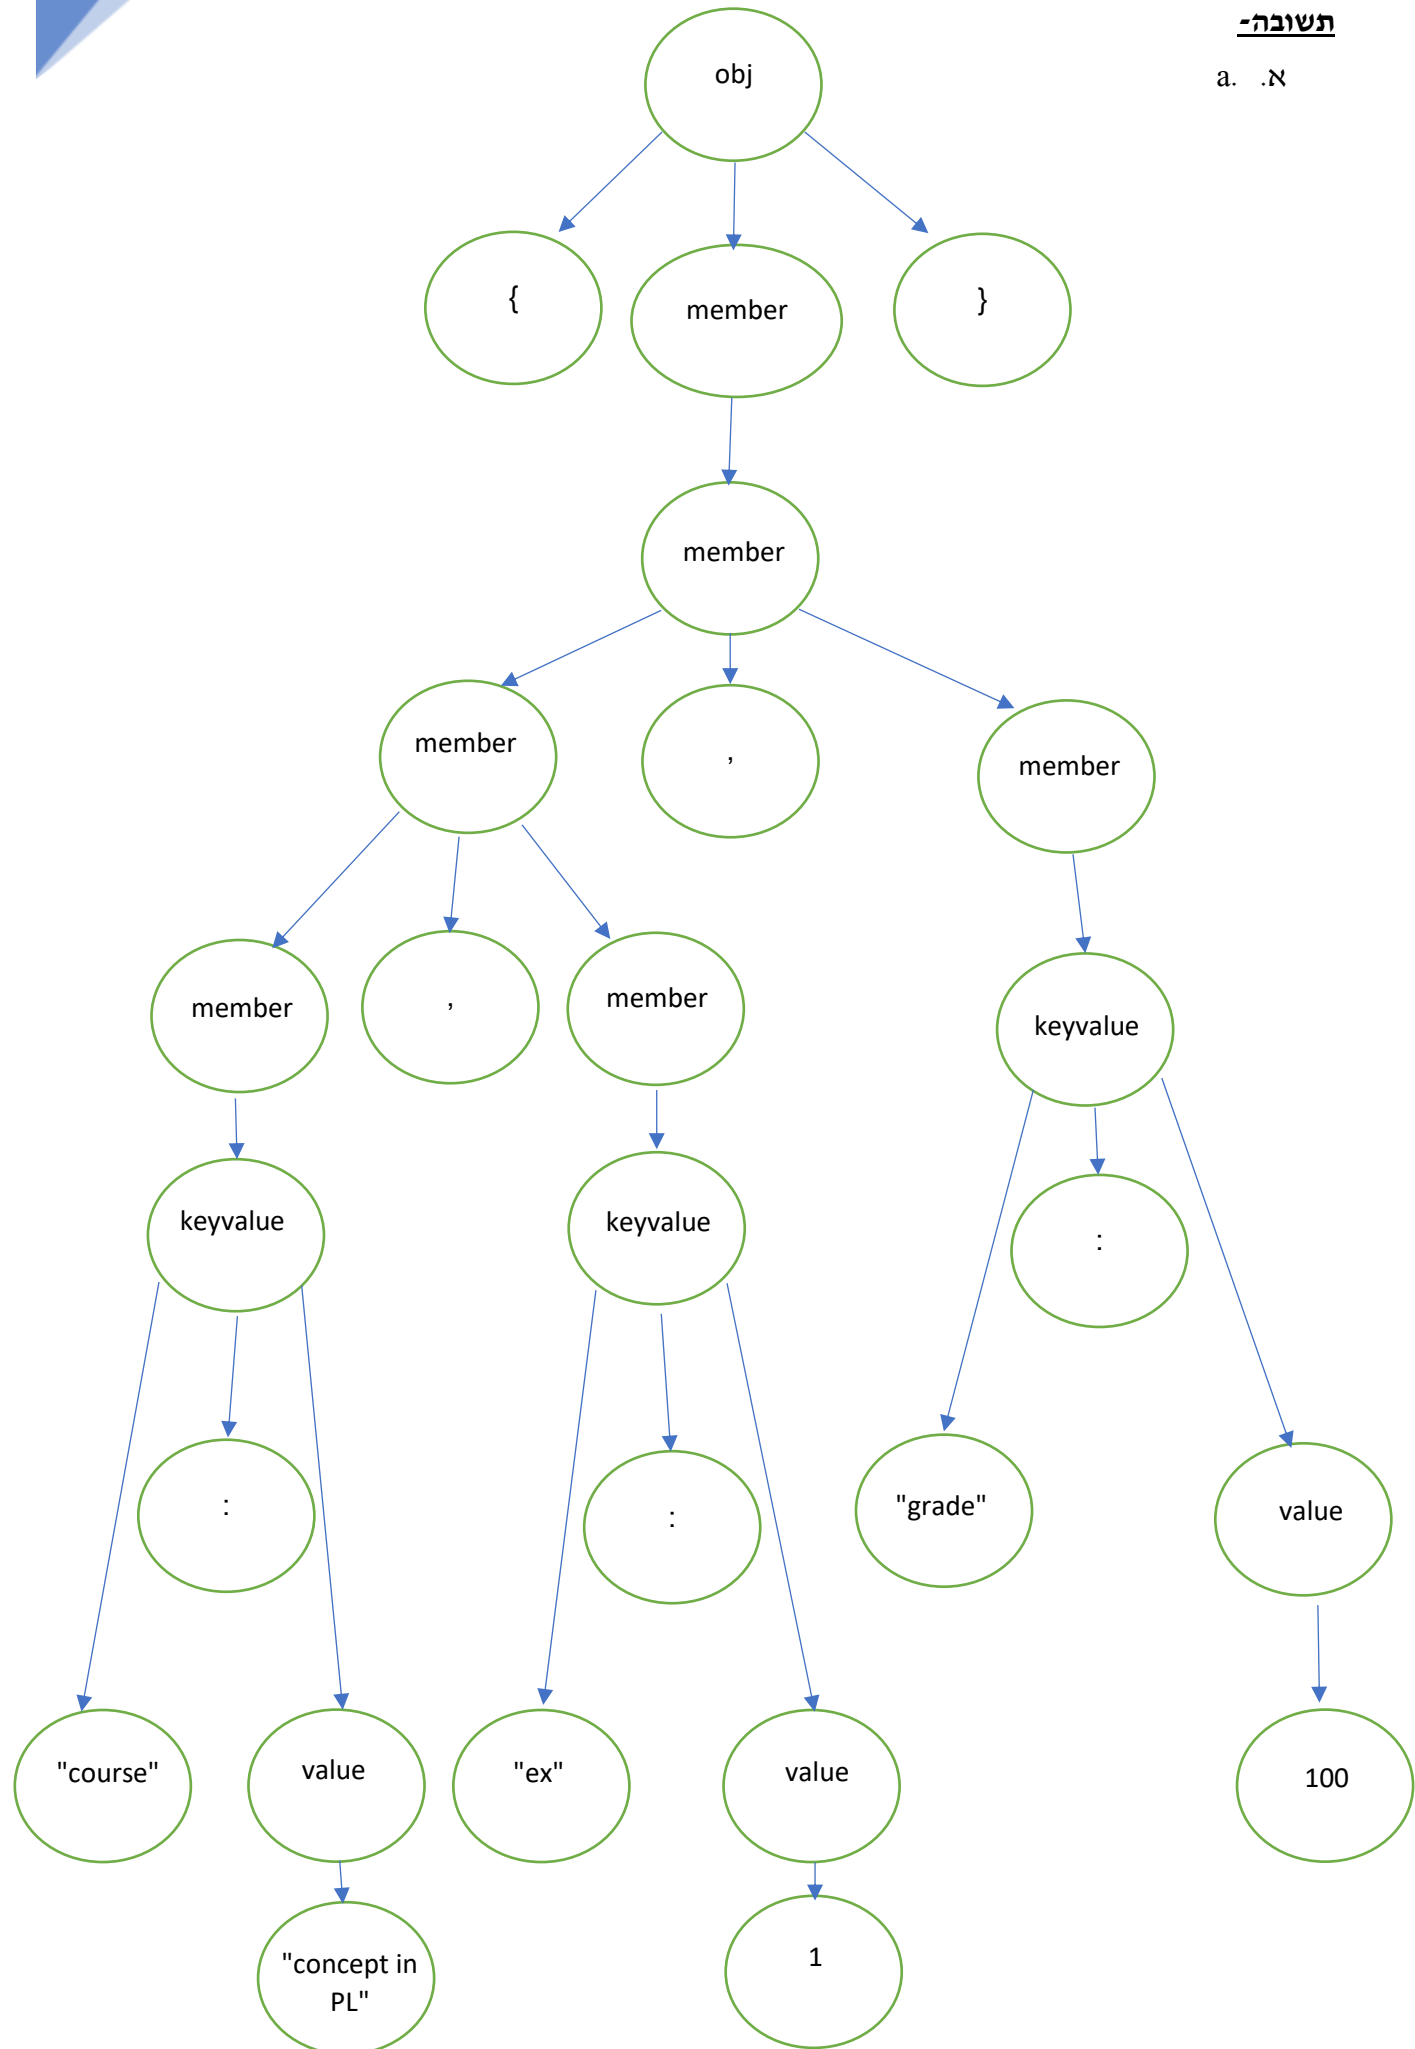 תשובה-
א. a.
obj
{
member
}
member
member
,
member
member
,
member
keyvalue
keyvalue
keyvalue
:
:
:
"grade"
value
"course"
value
"ex"
value
100
"concept in
PL"
1